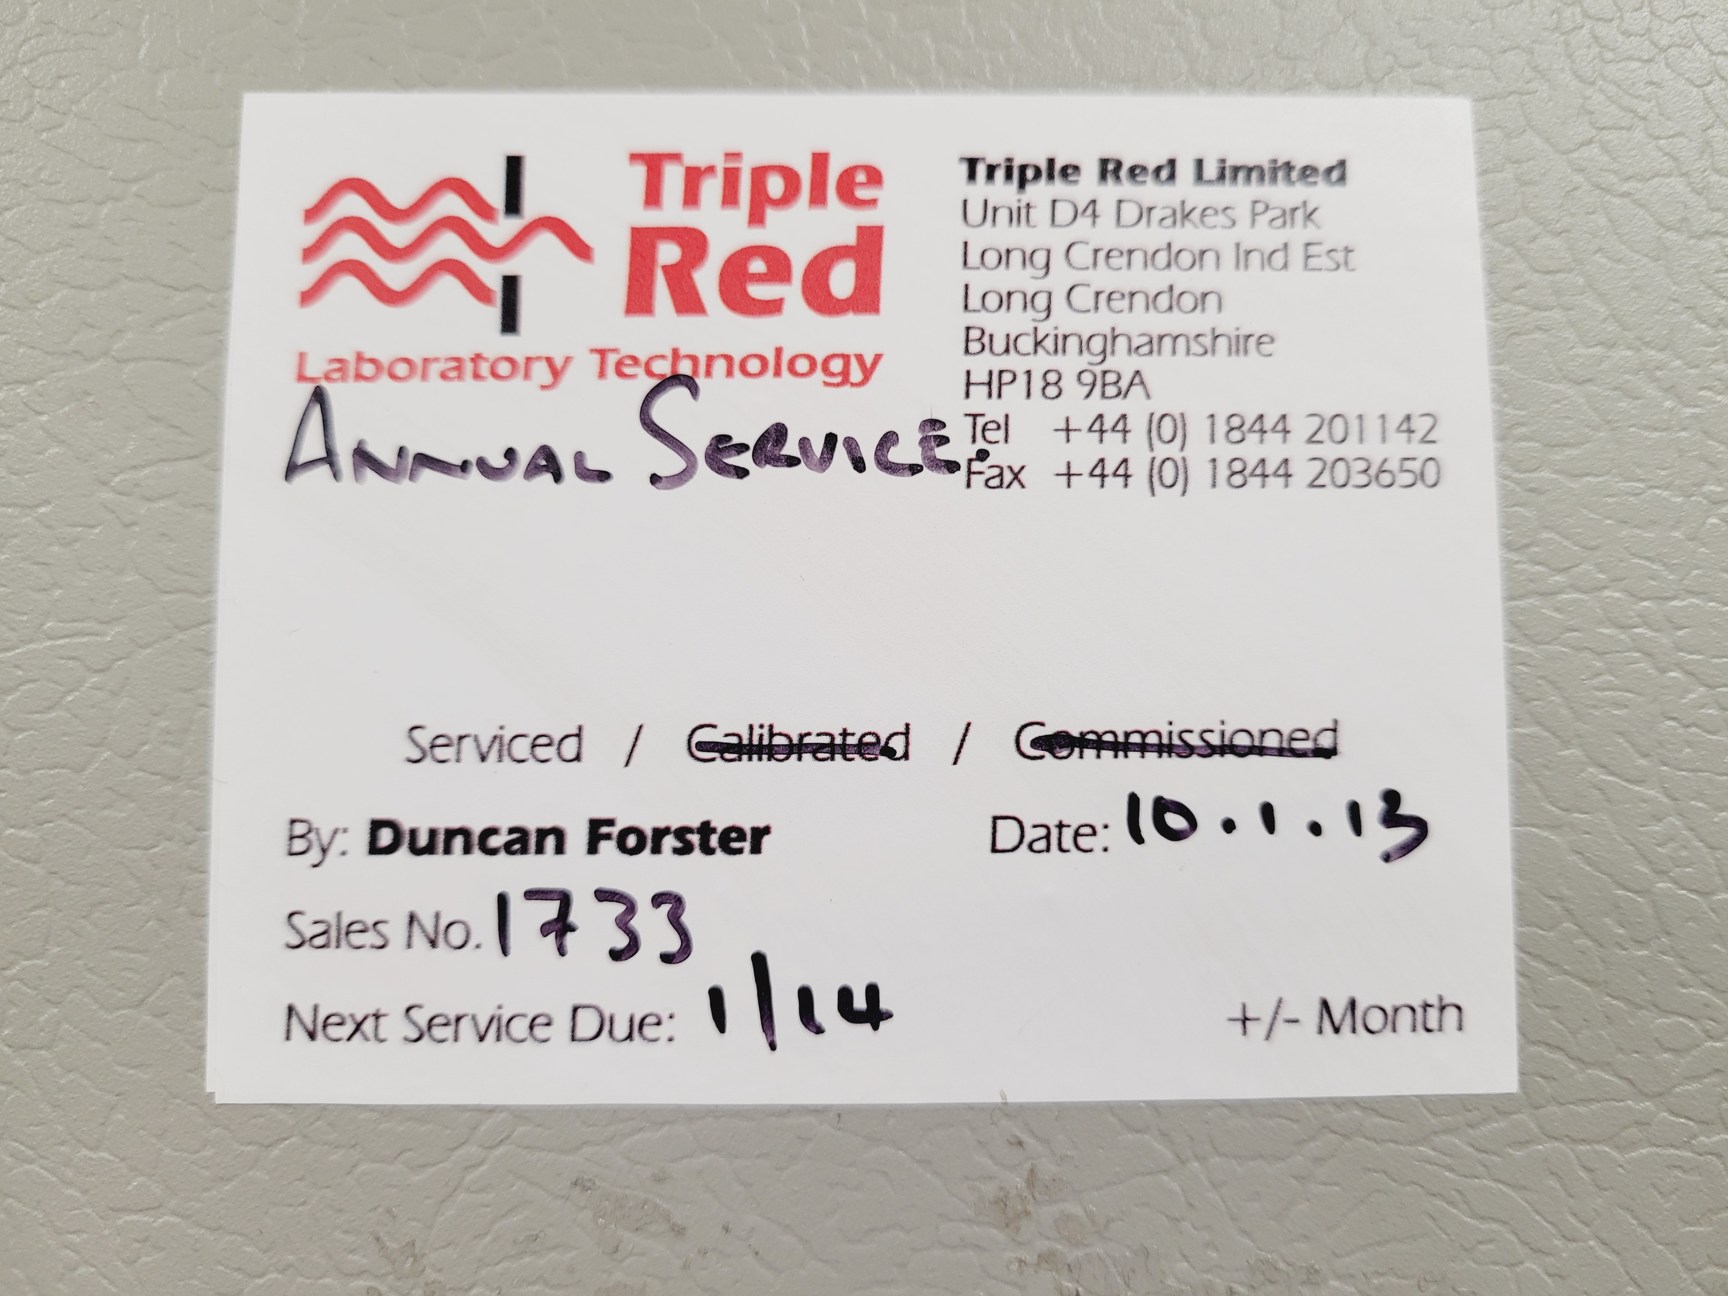 Triple
Red
Laboratory Technology
Triple Red Limited
Unit D4 Drakes Park
Long Crendon Ind Est
Long Crendon
Buckinghamshire
HP18 9BA
Tel +44 (0) 1844 201142
Fax +44 (0) 1844 203650
ANNUAL SERVICE.
Serviced / Calibrated / Commissioned
By: Duncan Forster
Date: 10.1.13
Sales No. 1733
Next Service Due: 1/14 +/- Month